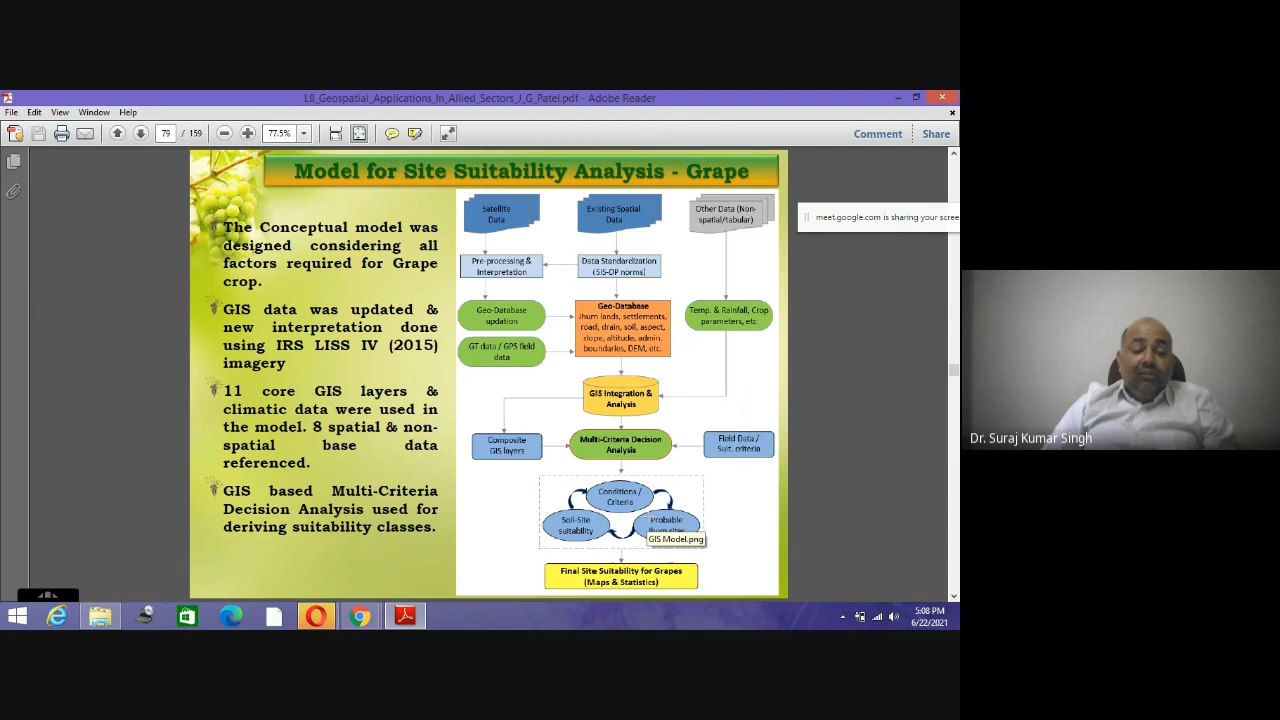 L8_Geospatial_Applications_In_Allied_Sectors_J_G_Patel.pdf - Adobe Reader
File Edit View Window Help
79 / 159
77.5%
Comment Share
Model for Site Suitability Analysis - Grape
The Conceptual model was
designed considering all
factors required for Grape
crop.
GIS data was updated &
new interpretation done
using IRS LISS IV (2015)
imagery
11 core GIS layers &
climatic data were used in
the model. 8 spatial & non-
spatial base data
referenced.
GIS based Multi-Criteria
Decision Analysis used for
deriving suitability classes.
Satellite
Data
Existing Spatial
Data
Other Data (Non-
spatial/tabular)
Pre-processing &
Interpretation
Data Standardization
(SIS-DP norms)
Geo-Database
updation
GT data / GPS field
data
Geo-Database
Jhum lands, settlements,
road, drain, soil, aspect,
slope, altitude, admin.
boundaries, DEM, etc.
Temp. & Rainfall, Crop
parameters, etc
GIS Integration &
Analysis
Composite
GIS layers
Multi-Criteria Decision
Analysis
Field Data /
Suit. criteria
Conditions /
Criteria
Soil-Site
suitability
Probable
GIS Model.png
Final Site Suitability for Grapes
(Maps & Statistics)
meet.google.com is sharing your scree
Dr. Suraj Kumar Singh
5:08 PM
6/22/2021